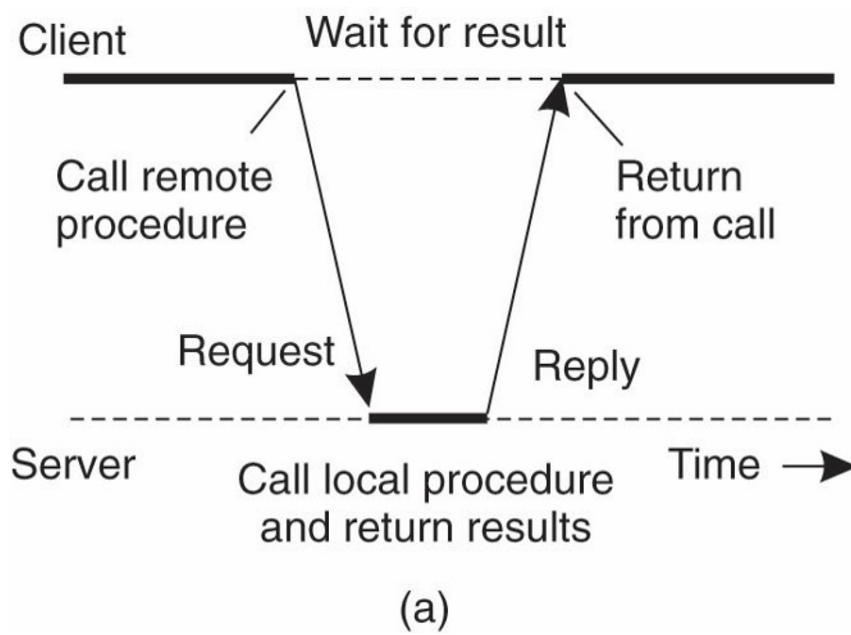 Client
Wait for result
Call remote
procedure
Return
from call
Request
Reply
Server
Call local procedure
and return results
Time
(a)